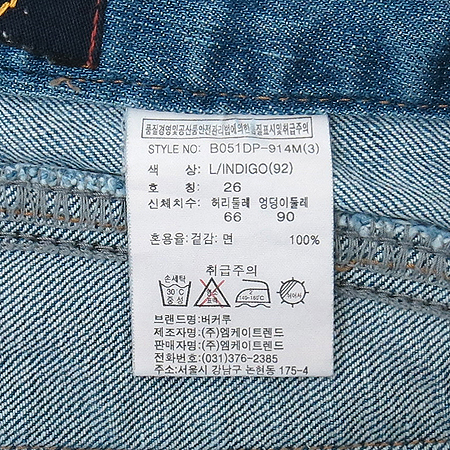 품질경영및공산품안전관리법에의한 품질표시및취급주의
STYLE NO: B051DP-914M(3)
색 상: L/INDIGO(92)
호 칭: 26
신체치수: 허리둘레 엉덩이둘레
66 90
혼용율: 겉감: 면 100%
취급주의
손세탁
30℃
중성
140~160℃
브랜드명: 버커루
제조자명: (주)엠케이트렌드
판매자명: (주)엠케이트렌드
전화번호: (031)376-2385
주소: 서울시 강남구 논현동 175-4